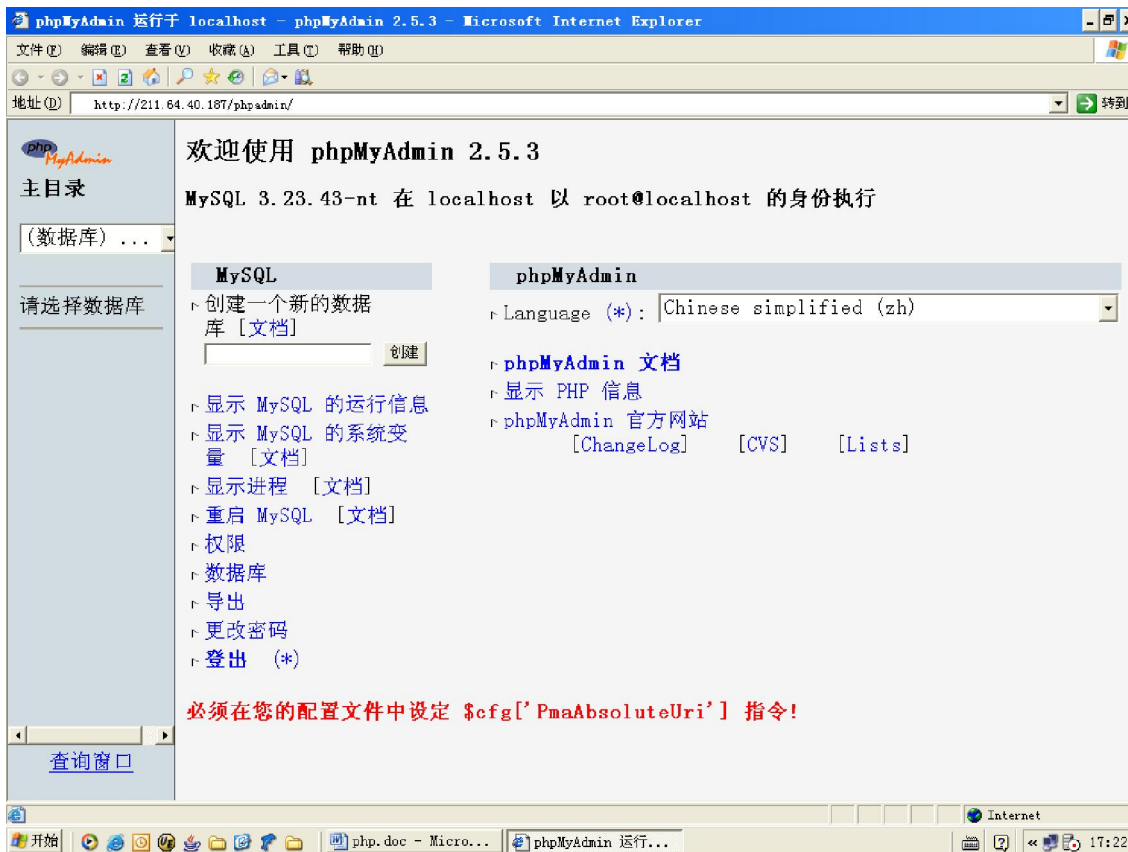 phpMyAdmin 运行于 localhost - phpMyAdmin 2.5.3 - Microsoft Internet Explorer
文件(F) 编辑(E) 查看(V) 收藏(A) 工具(T) 帮助(H)
地址(D) http://211.64.40.187/phpadmin/ 转到
php
MyAdmin
主目录
(数据库) ...
请选择数据库
查询窗口
欢迎使用 phpMyAdmin 2.5.3
MySQL 3.23.43-nt 在 localhost 以 root@localhost 的身份执行
MySQL
创建一个新的数据
库 [文档]
创建
显示 MySQL 的运行信息
显示 MySQL 的系统变
量 [文档]
显示进程 [文档]
重启 MySQL [文档]
权限
数据库
导出
更改密码
登出 (*)
phpMyAdmin
Language (*): Chinese simplified (zh)
phpMyAdmin 文档
显示 PHP 信息
phpMyAdmin 官方网站
[ChangeLog] [CVS] [Lists]
必须在您的配置文件中设定 $cfg['PmaAbsoluteUri'] 指令!
Internet
开始 php.doc - Micro... phpMyAdmin 运行... 17:22